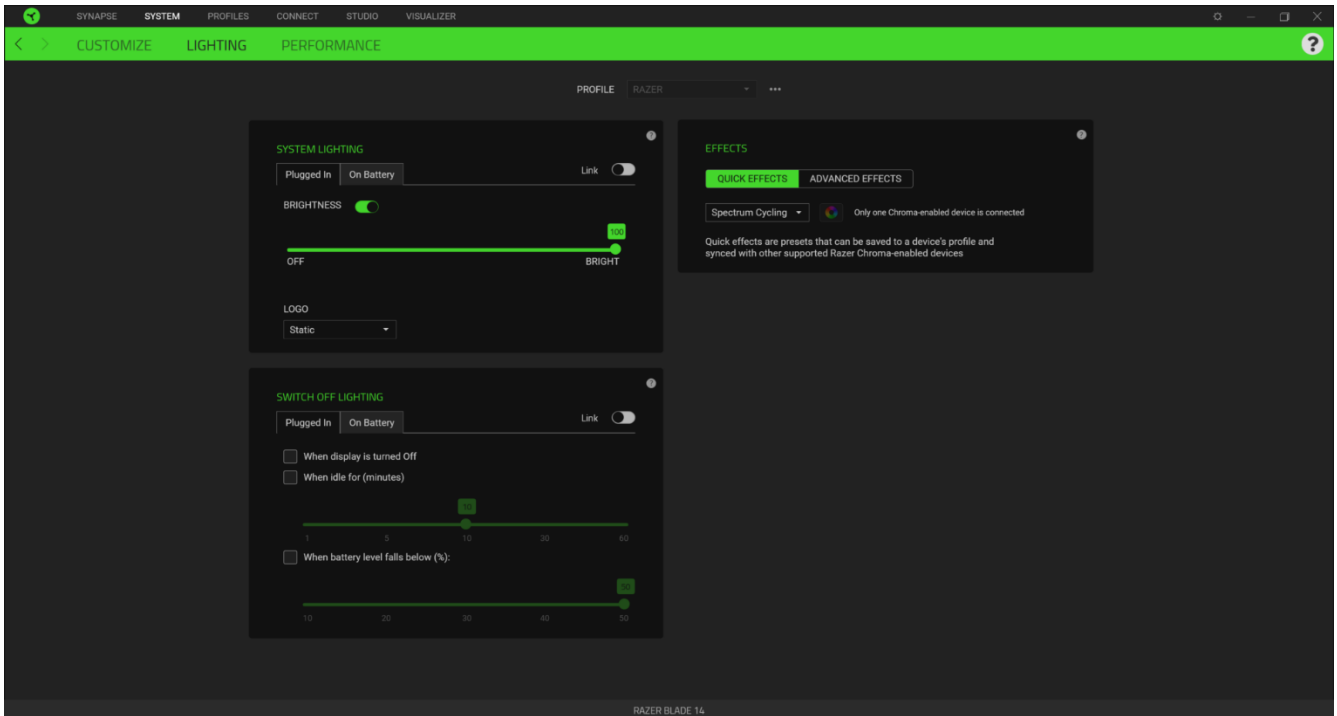 SYNAPSE SYSTEM PROFILES CONNECT STUDIO VISUALIZER
CUSTOMIZE LIGHTING PERFORMANCE
?
PROFILE RAZER
SYSTEM LIGHTING
?
Plugged In On Battery Link
BRIGHTNESS
100
OFF BRIGHT
LOGO
Static
SWITCH OFF LIGHTING
?
Plugged In On Battery Link
When display is turned Off
When idle for (minutes)
10
1 5 10 30 60
When battery level falls below (%):
50
10 20 30 40 50
EFFECTS
?
QUICK EFFECTS ADVANCED EFFECTS
Spectrum Cycling Only one Chroma-enabled device is connected
Quick effects are presets that can be saved to a device's profile and
synced with other supported Razer Chroma-enabled devices
RAZER BLADE 14